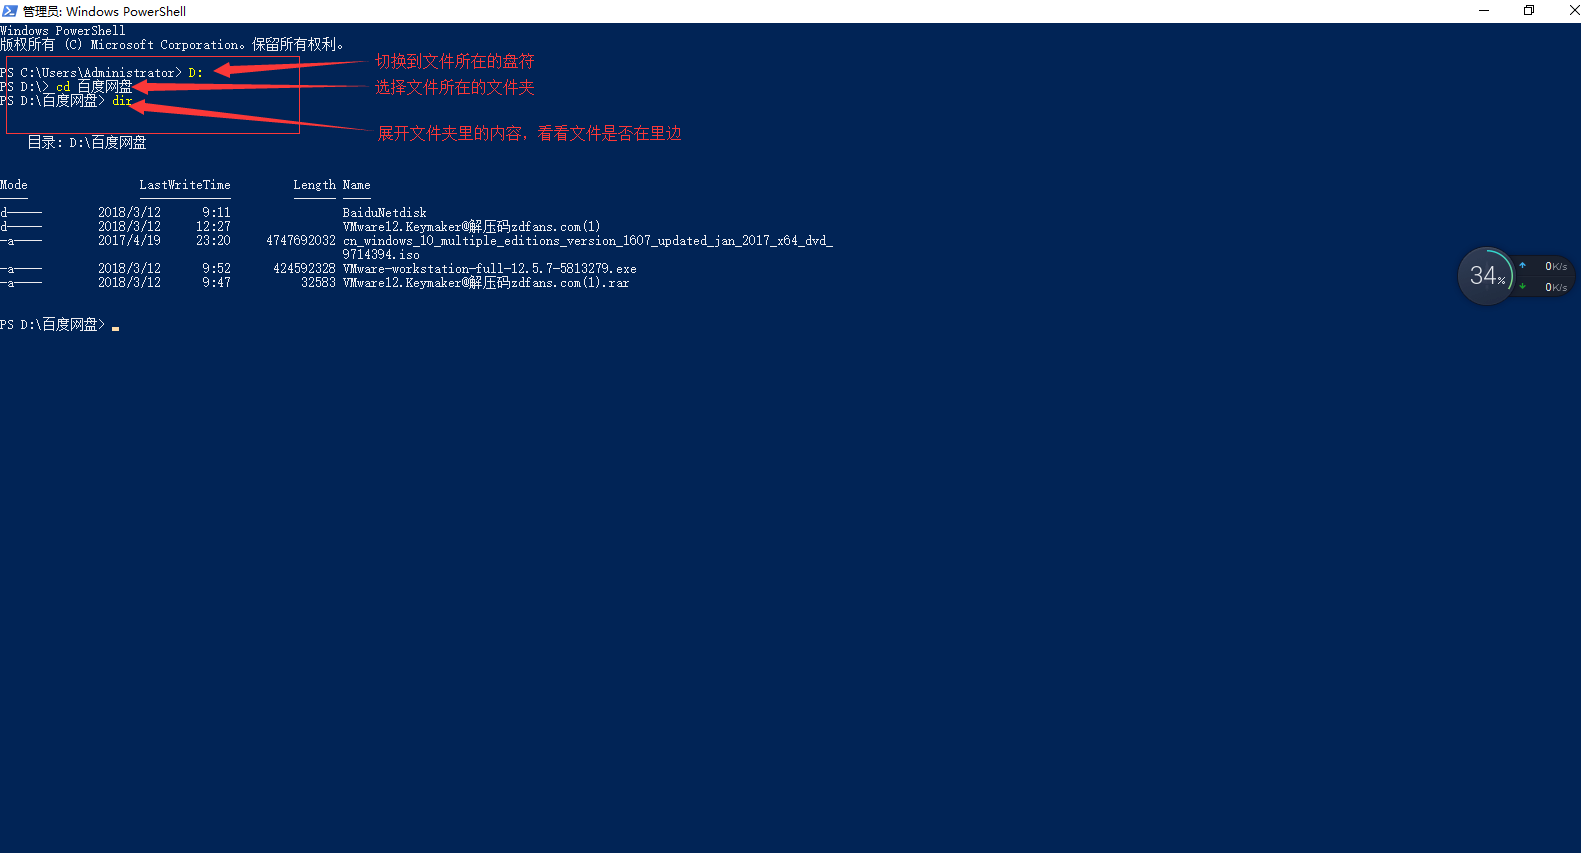 管理员: Windows PowerShell
Windows PowerShell
版权所有 (C) Microsoft Corporation。保留所有权利。
PS C:\Users\Administrator> D:
切换到文件所在的盘符
PS D:\> cd 百度网盘
选择文件所在的文件夹
PS D:\百度网盘> dir
展开文件夹里的内容，看看文件是否在里边
目录: D:\百度网盘
Mode LastWriteTime Length Name
---- ------------- ------ ----
d----- 2018/3/12 9:11 BaiduNetdisk
d----- 2018/3/12 12:27 VMware12.Keymaker@解压码zdfans.com(1)
-a---- 2017/4/19 23:20 4747692032 cn_windows_10_multiple_editions_version_1607_updated_jan_2017_x64_dvd_
9714394.iso
-a---- 2018/3/12 9:52 424592328 VMware-workstation-full-12.5.7-5813279.exe
-a---- 2018/3/12 9:47 32583 VMware12.Keymaker@解压码zdfans.com(1).rar
PS D:\百度网盘>
34%
0K/s
0K/s